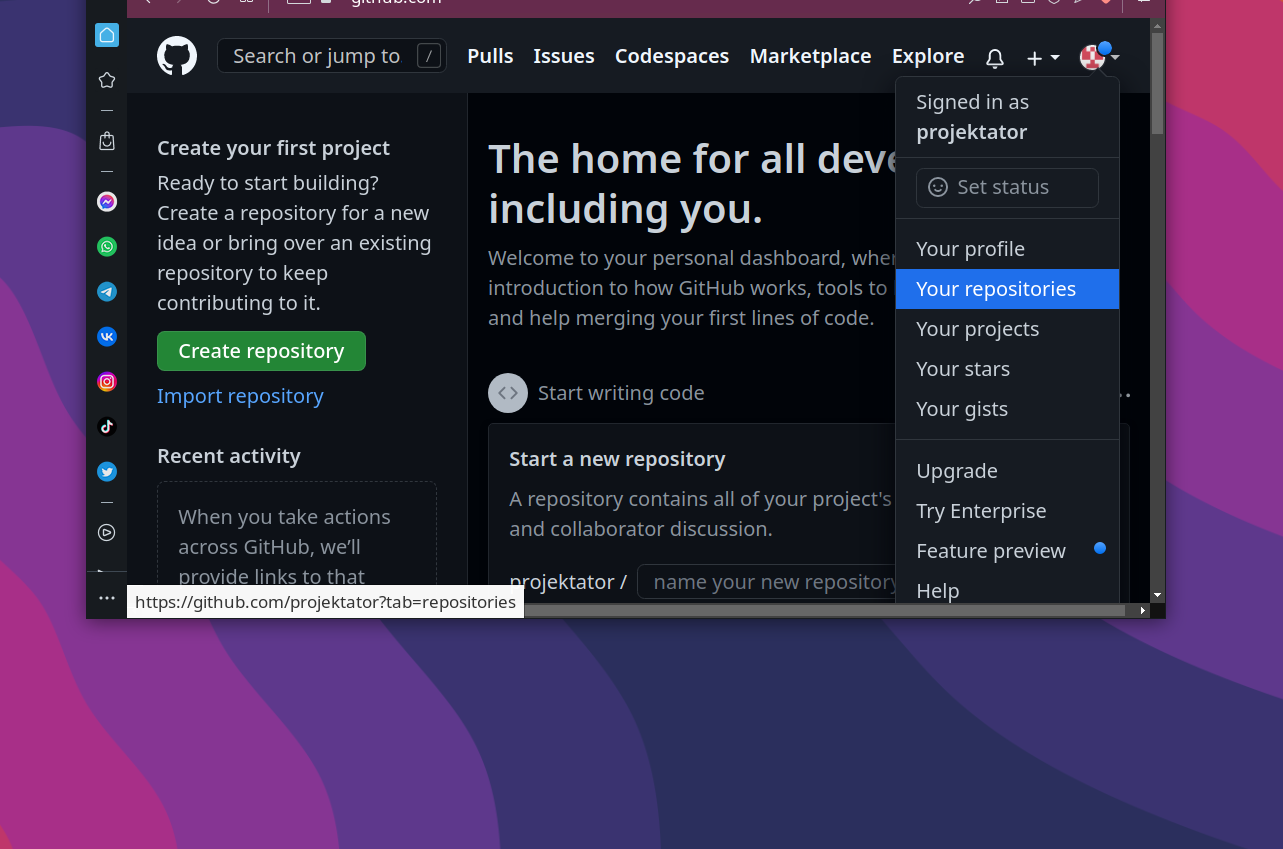 github.com
Search or jump to /
Pulls
Issues
Codespaces
Marketplace
Explore
Create your first project
Ready to start building?
Create a repository for a new
idea or bring over an existing
repository to keep
contributing to it.
Create repository
Import repository
Recent activity
When you take actions
across GitHub, we’ll
provide links to that
The home for all deve
including you.
Welcome to your personal dashboard, wher
introduction to how GitHub works, tools to
and help merging your first lines of code.
Start writing code
Start a new repository
A repository contains all of your project's
and collaborator discussion.
projektator /
name your new repository
Signed in as
projektator
Set status
Your profile
Your repositories
Your projects
Your stars
Your gists
Upgrade
Try Enterprise
Feature preview
Help
https://github.com/projektator?tab=repositories